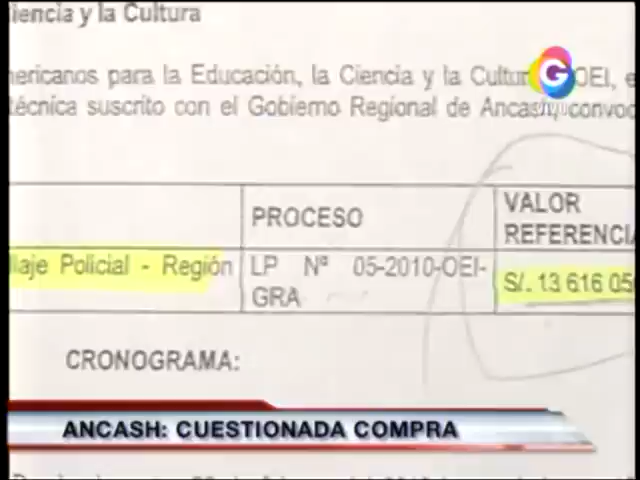 iencia y la Cultura
mericanos para la Educación, la Ciencia y la Cultur OEI, e
técnica suscrito con el Gobierno Regional de Ancash, convoc
PROCESO
VALOR
REFERENCIA
llaje Policial - Región
LP Nº 05-2010-OEI-
GRA
S/. 13 616 05
CRONOGRAMA:
ANCASH: CUESTIONADA COMPRA